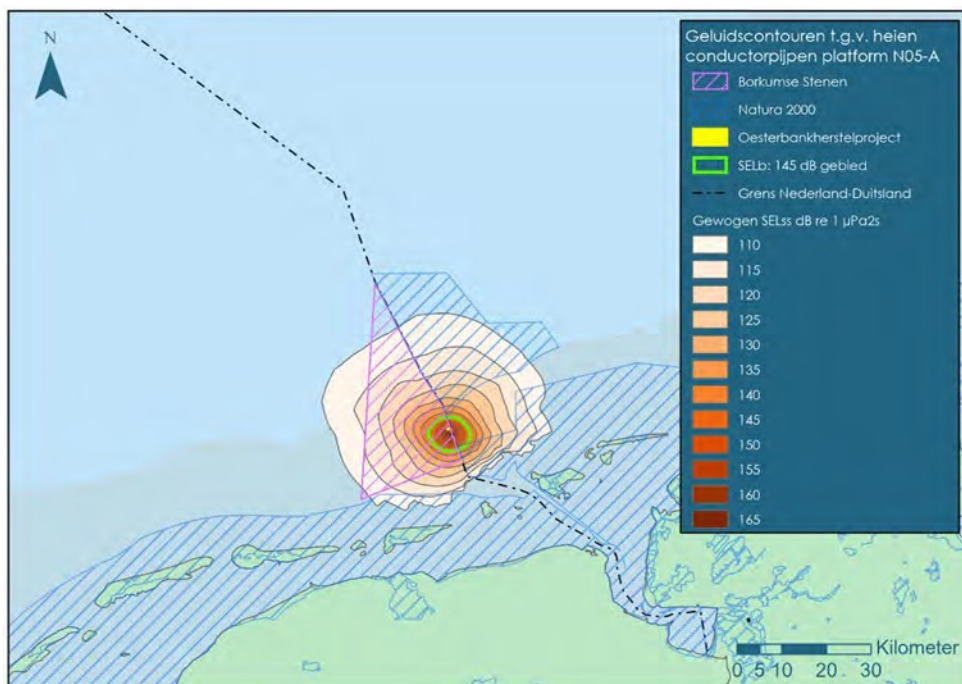 N
Geluidscontouren t.g.v. heien
conductorpijpen platform N05-A
Borkumse Stenen
Natura 2000
Oesterbankherstelproject
SELb: 145 dB gebied
Grens Nederland-Duitsland
Gewogen SELss dB re 1 µPa2s
110
115
120
125
130
135
140
145
150
155
160
165
Kilometer
0 5 10 20 30